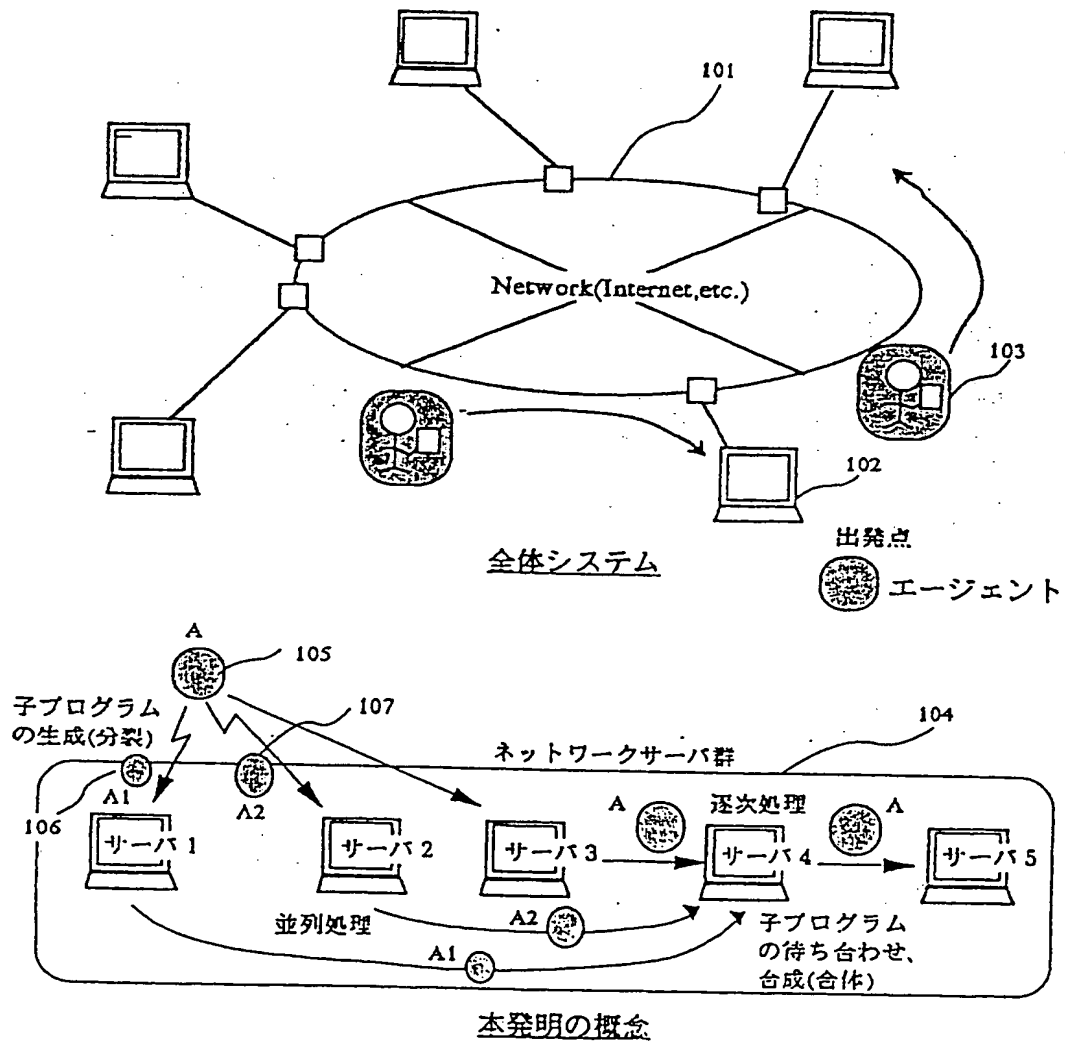 101
Network(Internet,etc.)
103
102
全体システム
出発点
エージェント
A
105
子プログラム
の生成(分裂)
107
104
ネットワークサーバ群
106
A1
A2
A
逐次処理
A
サーバ 1
サーバ 2
サーバ 3
サーバ 4
サーバ 5
並列処理
A2
A1
子プログラム
の待ち合わせ、
合成(合体)
本発明の概念